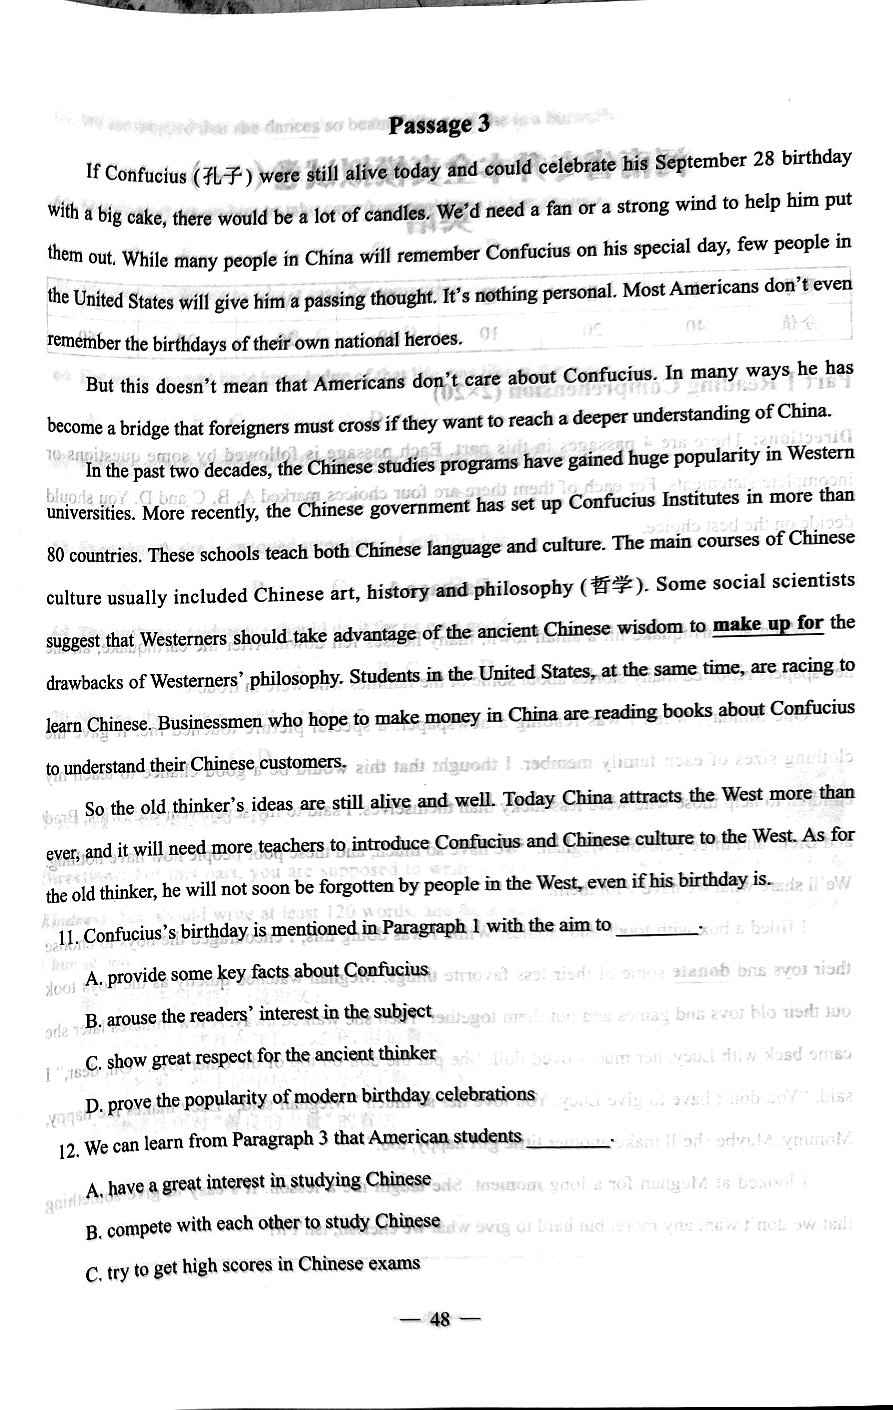 Passage 3
If Confucius (孔子) were still alive today and could celebrate his September 28 birthday
with a big cake, there would be a lot of candles. We'd need a fan or a strong wind to help him put
them out. While many people in China will remember Confucius on his special day, few people in
the United States will give him a passing thought. It's nothing personal. Most Americans don't even
remember the birthdays of their own national heroes.
But this doesn't mean that Americans don't care about Confucius. In many ways he has
become a bridge that foreigners must cross if they want to reach a deeper understanding of China.
In the past two decades, the Chinese studies programs have gained huge popularity in Western
universities. More recently, the Chinese government has set up Confucius Institutes in more than
80 countries. These schools teach both Chinese language and culture. The main courses of Chinese
culture usually included Chinese art, history and philosophy (哲学). Some social scientists
suggest that Westerners should take advantage of the ancient Chinese wisdom to make up for the
drawbacks of Westerners' philosophy. Students in the United States, at the same time, are racing to
learn Chinese. Businessmen who hope to make money in China are reading books about Confucius
to understand their Chinese customers.
So the old thinker's ideas are still alive and well. Today China attracts the West more than
ever, and it will need more teachers to introduce Confucius and Chinese culture to the West. As for
the old thinker, he will not soon be forgotten by people in the West, even if his birthday is.
11. Confucius's birthday is mentioned in Paragraph 1 with the aim to ________.
A. provide some key facts about Confucius
B. arouse the readers' interest in the subject
C. show great respect for the ancient thinker
D. prove the popularity of modern birthday celebrations
12. We can learn from Paragraph 3 that American students ________.
A. have a great interest in studying Chinese
B. compete with each other to study Chinese
C. try to get high scores in Chinese exams
— 48 —